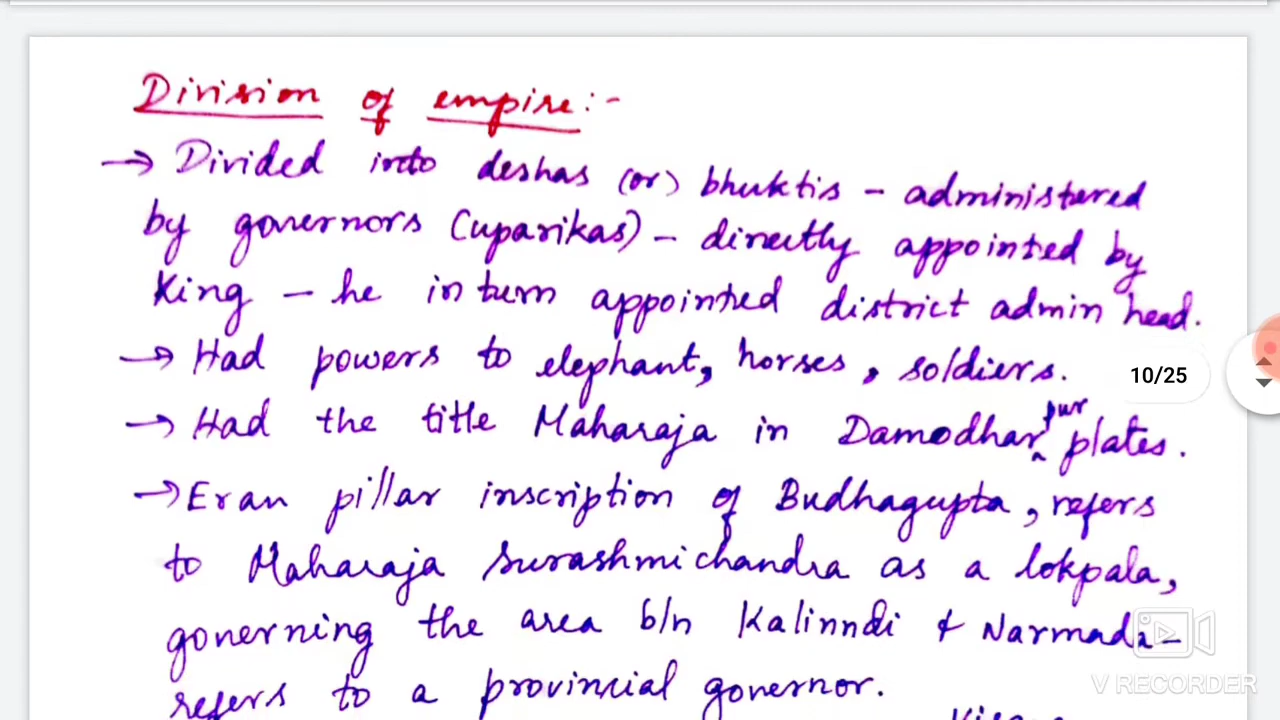 Division of empire:-
→ Divided into deshas (or) bhuktis - administered
by governors (uparikas) - directly appointed by
King - he in turn appointed district admin head.
→ Had powers to elephant, horses, soldiers.
10/25
→ Had the title Maharaja in Damodhar^pur plates.
→ Eran pillar inscription of Budhagupta, refers
to Maharaja Surashmichandra as a lokpala,
governing the area b/n Kalinndi & Narmada -
refers to a provincial governor.
V RECORDER